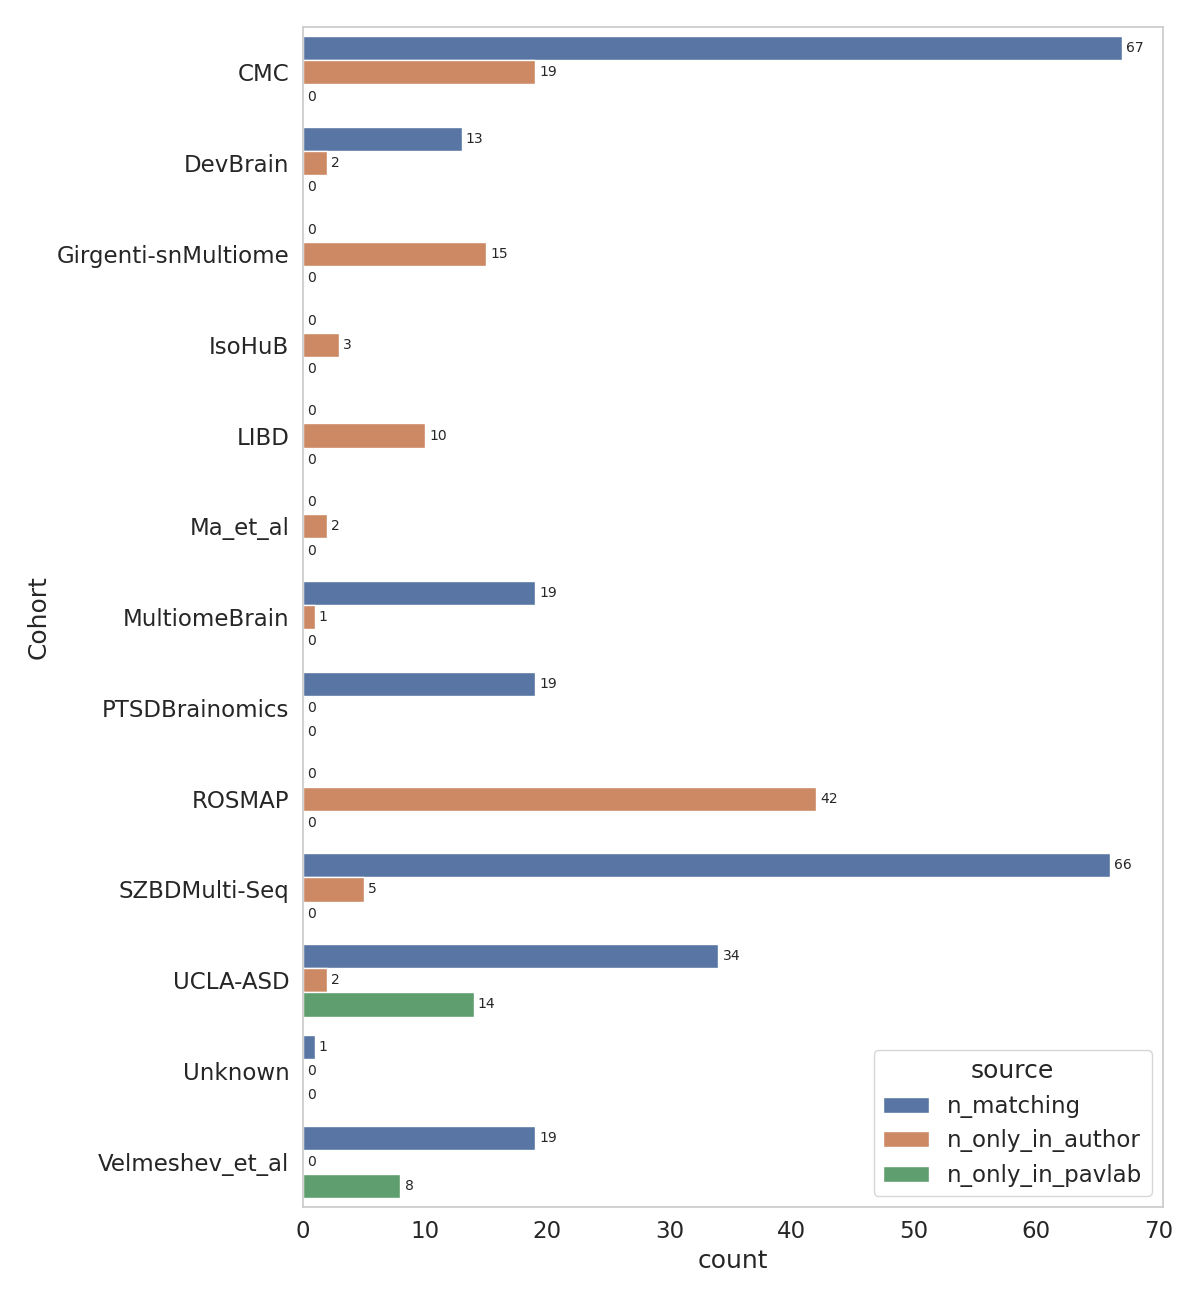 CMC
67
19
0
DevBrain
13
2
0
Girgenti-snMultiome
0
15
0
IsoHuB
0
3
0
LIBD
0
10
0
Ma_et_al
0
2
0
MultiomeBrain
19
1
0
PTSDBrainomics
19
0
0
ROSMAP
0
42
0
SZBDMulti-Seq
66
5
0
UCLA-ASD
34
2
14
Unknown
1
0
0
Velmeshev_et_al
19
0
8
Cohort
source
n_matching
n_only_in_author
n_only_in_pavlab
0 10 20 30 40 50 60 70
count